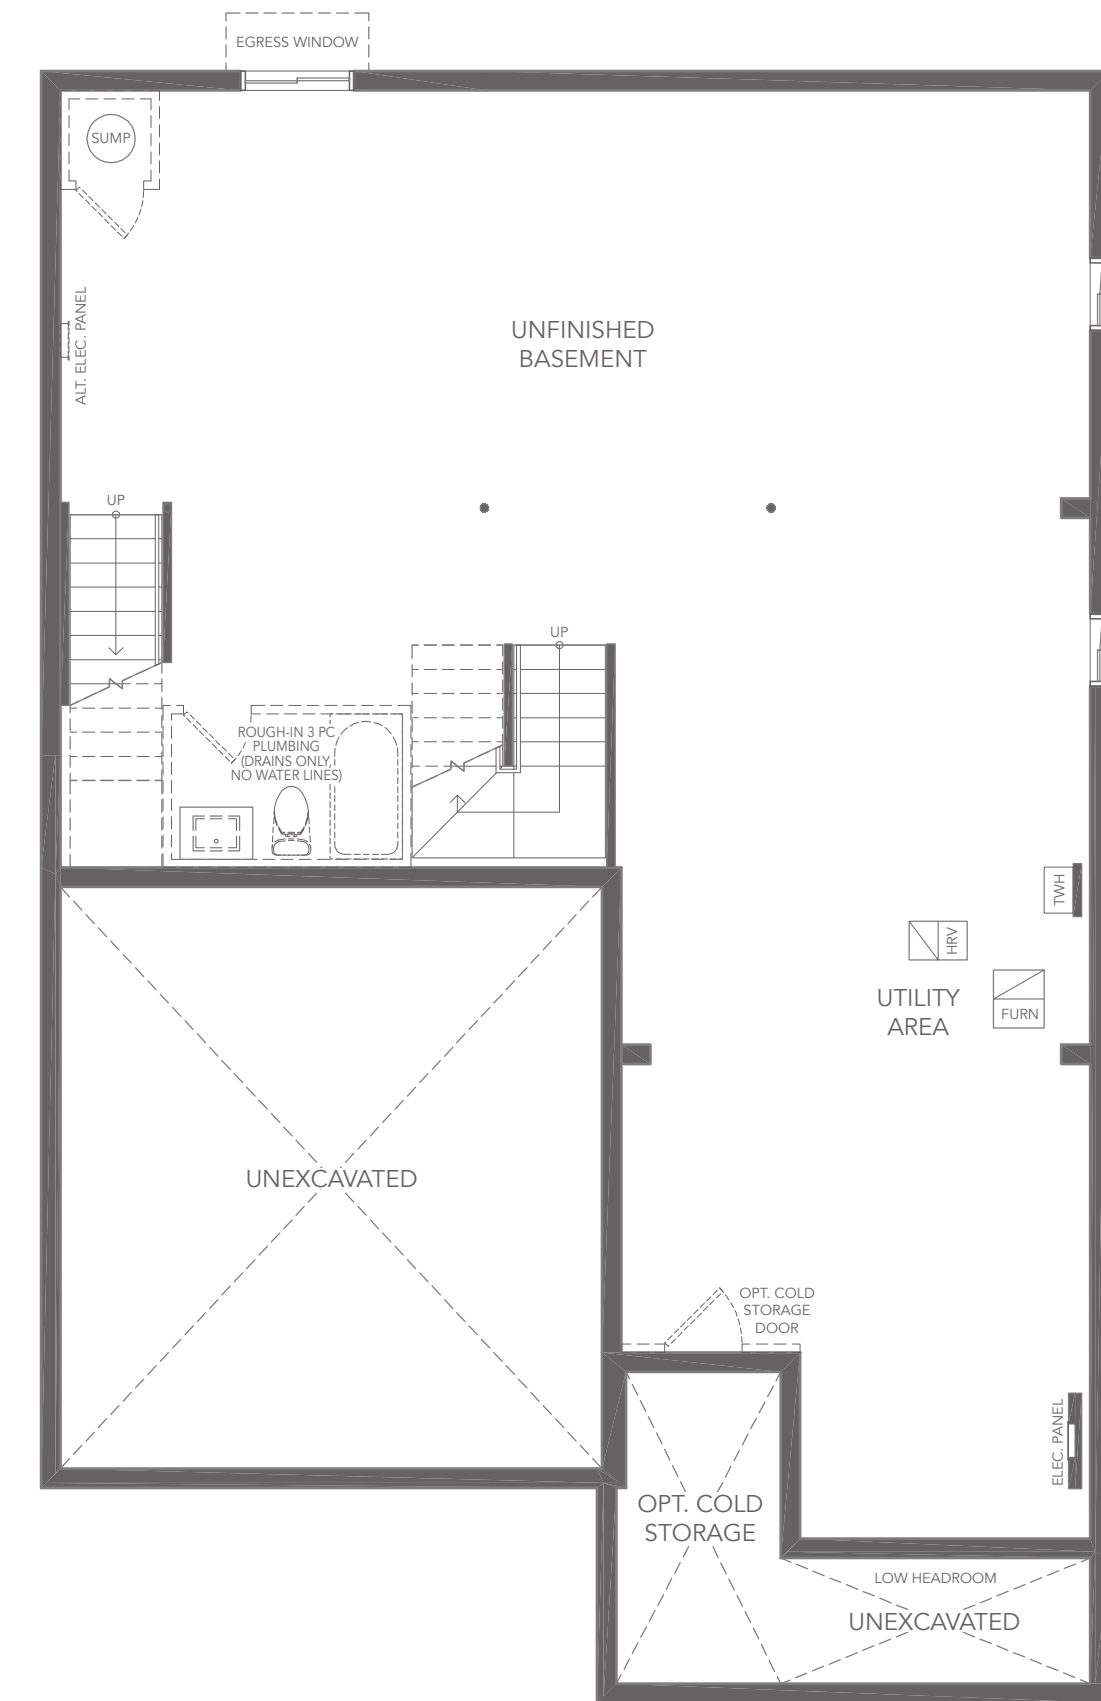 EGRESS WINDOW
SUMP
ALT. ELEC. PANEL
UNFINISHED
BASEMENT
UP
UP
ROUGH-IN 3 PC
PLUMBING
(DRAINS ONLY,
NO WATER LINES)
TWH
HRV
UTILITY
AREA
FURN
UNEXCAVATED
OPT. COLD
STORAGE
DOOR
ELEC. PANEL
OPT. COLD
STORAGE
LOW HEADROOM
UNEXCAVATED